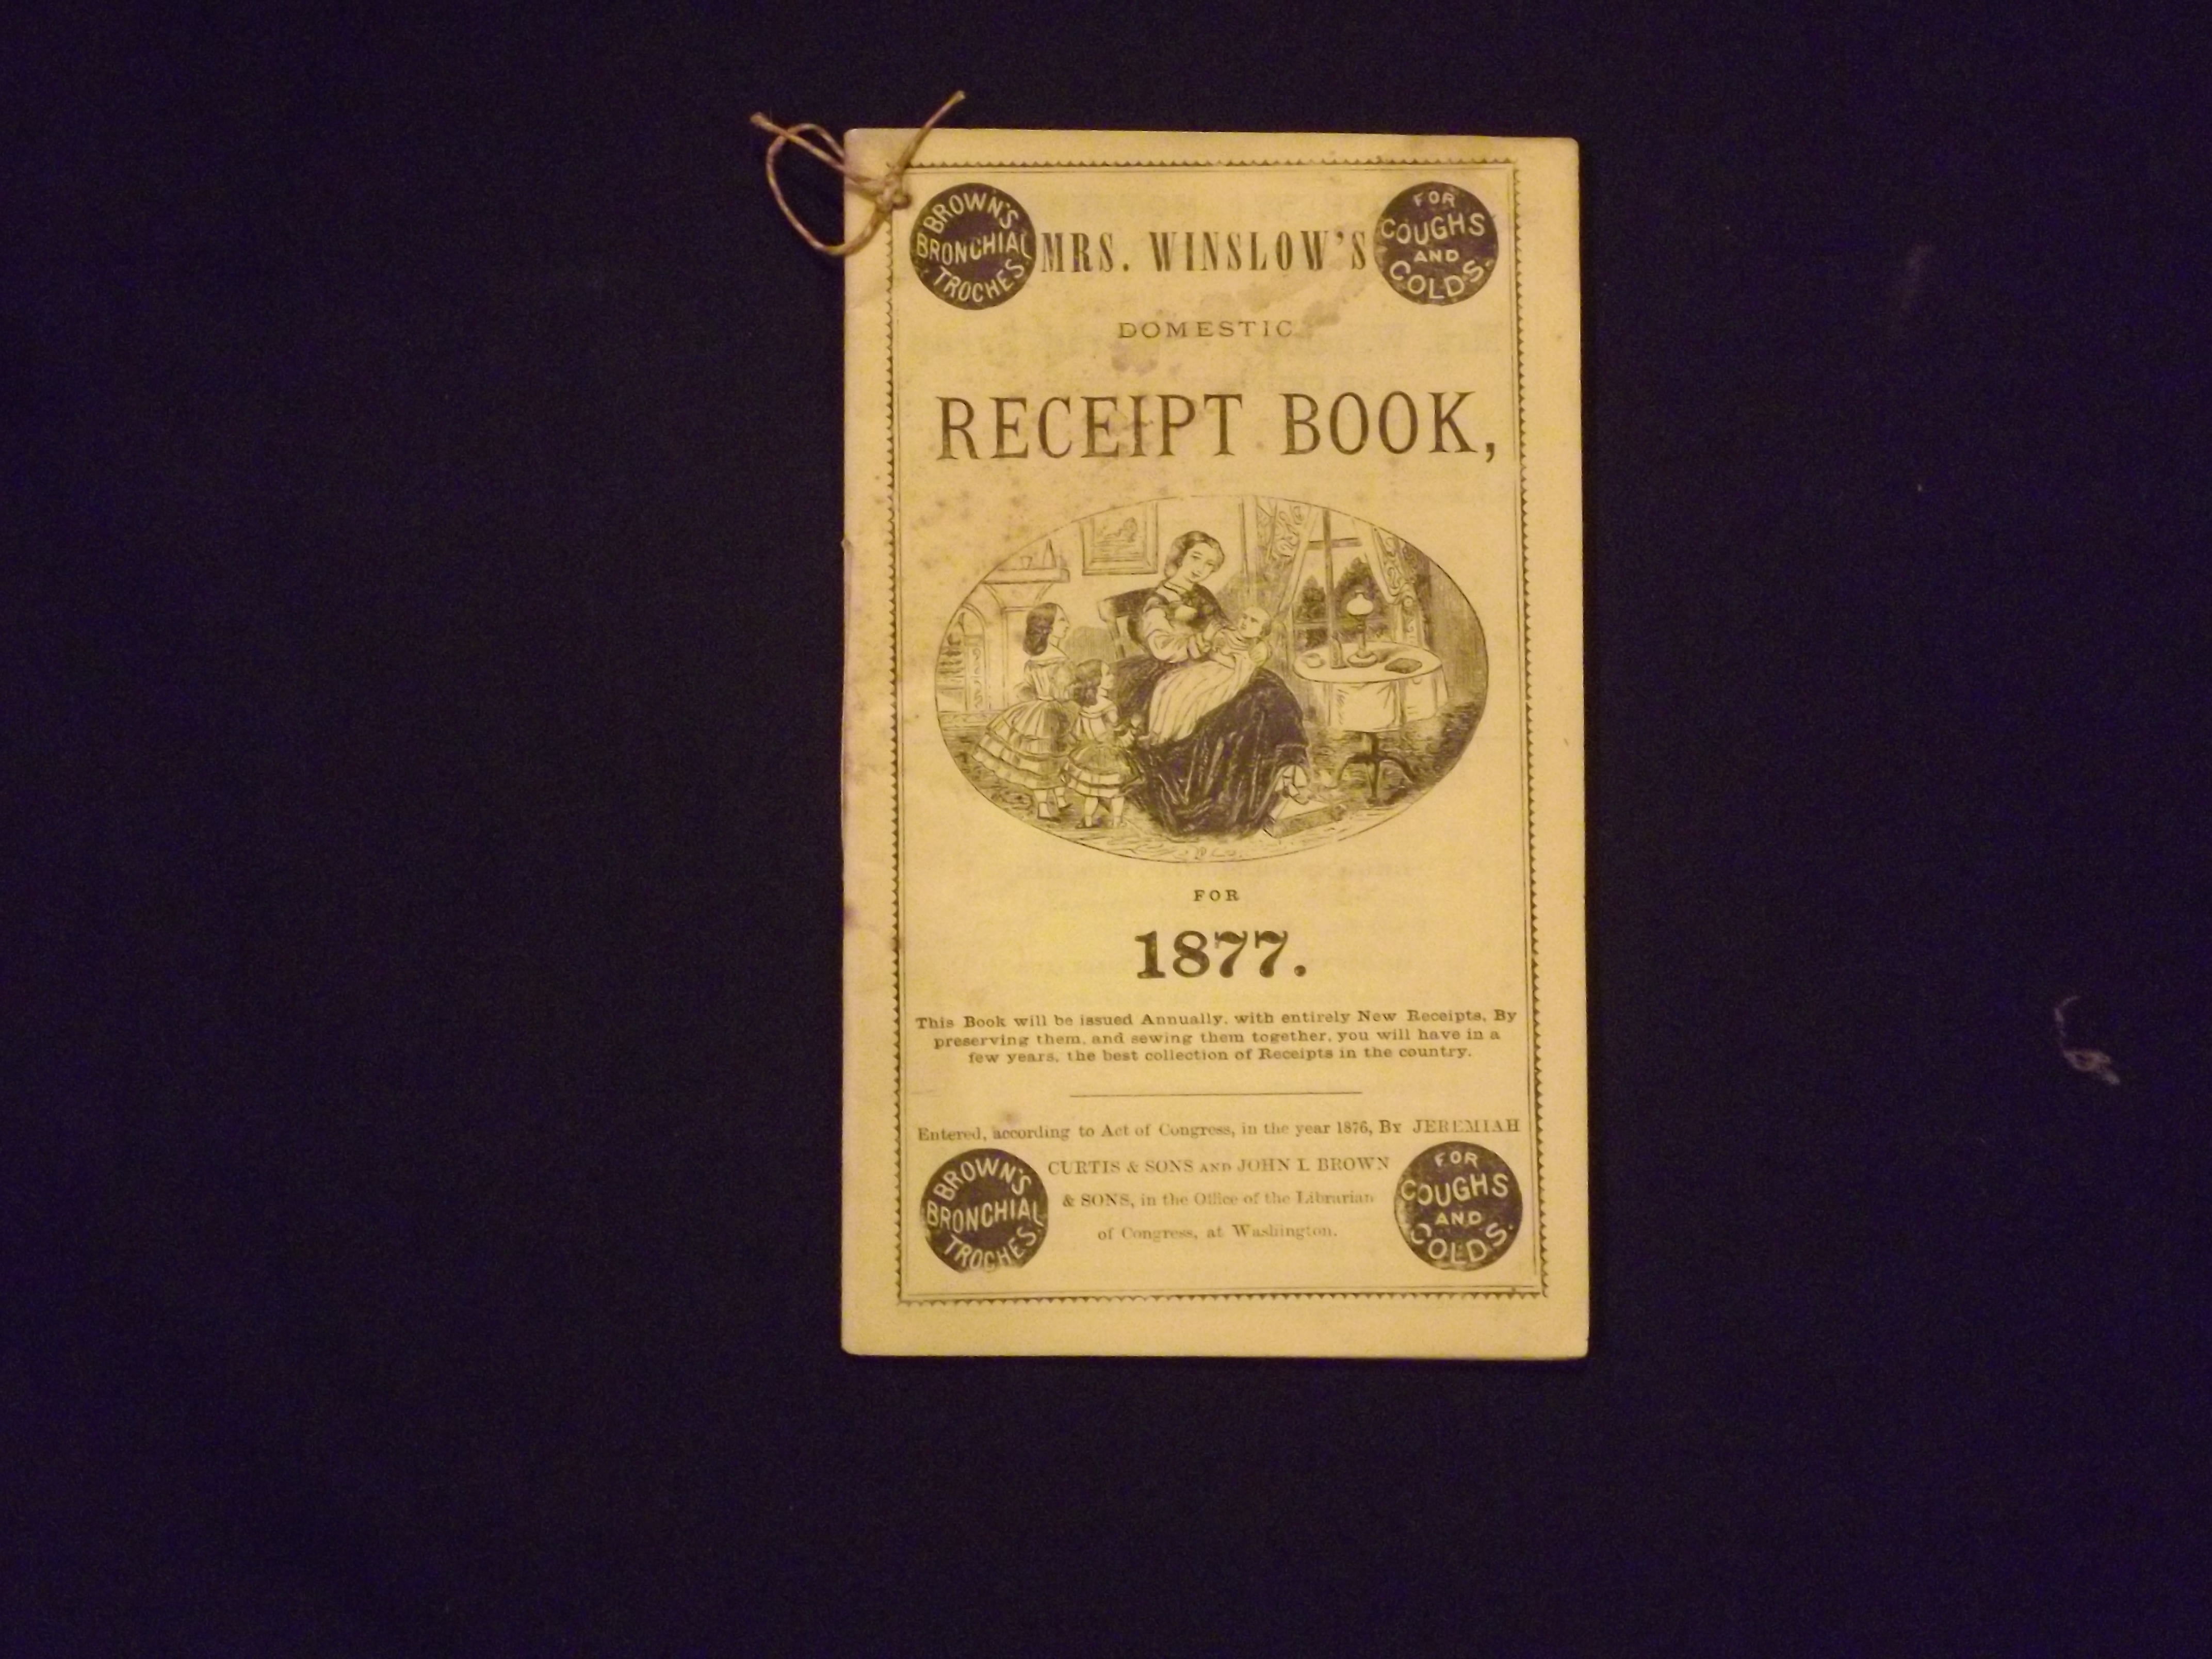 BROWN'S
BRONCHIAL
TROCHES
MRS. WINSLOW'S
FOR
COUGHS
AND
COLDS.
DOMESTIC
RECEIPT BOOK,
FOR
1877.
This Book will be issued Annually, with entirely New Receipts, By
preserving them, and sewing them together, you will have in a
few years, the best collection of Receipts in the country.
Entered, according to Act of Congress, in the year 1876, By JEREMIAH
CURTIS & SONS AND JOHN I. BROWN
& SONS, in the Office of the Librarian
of Congress, at Washington.
BROWN'S
BRONCHIAL
TROCHES
FOR
COUGHS
AND
COLDS.